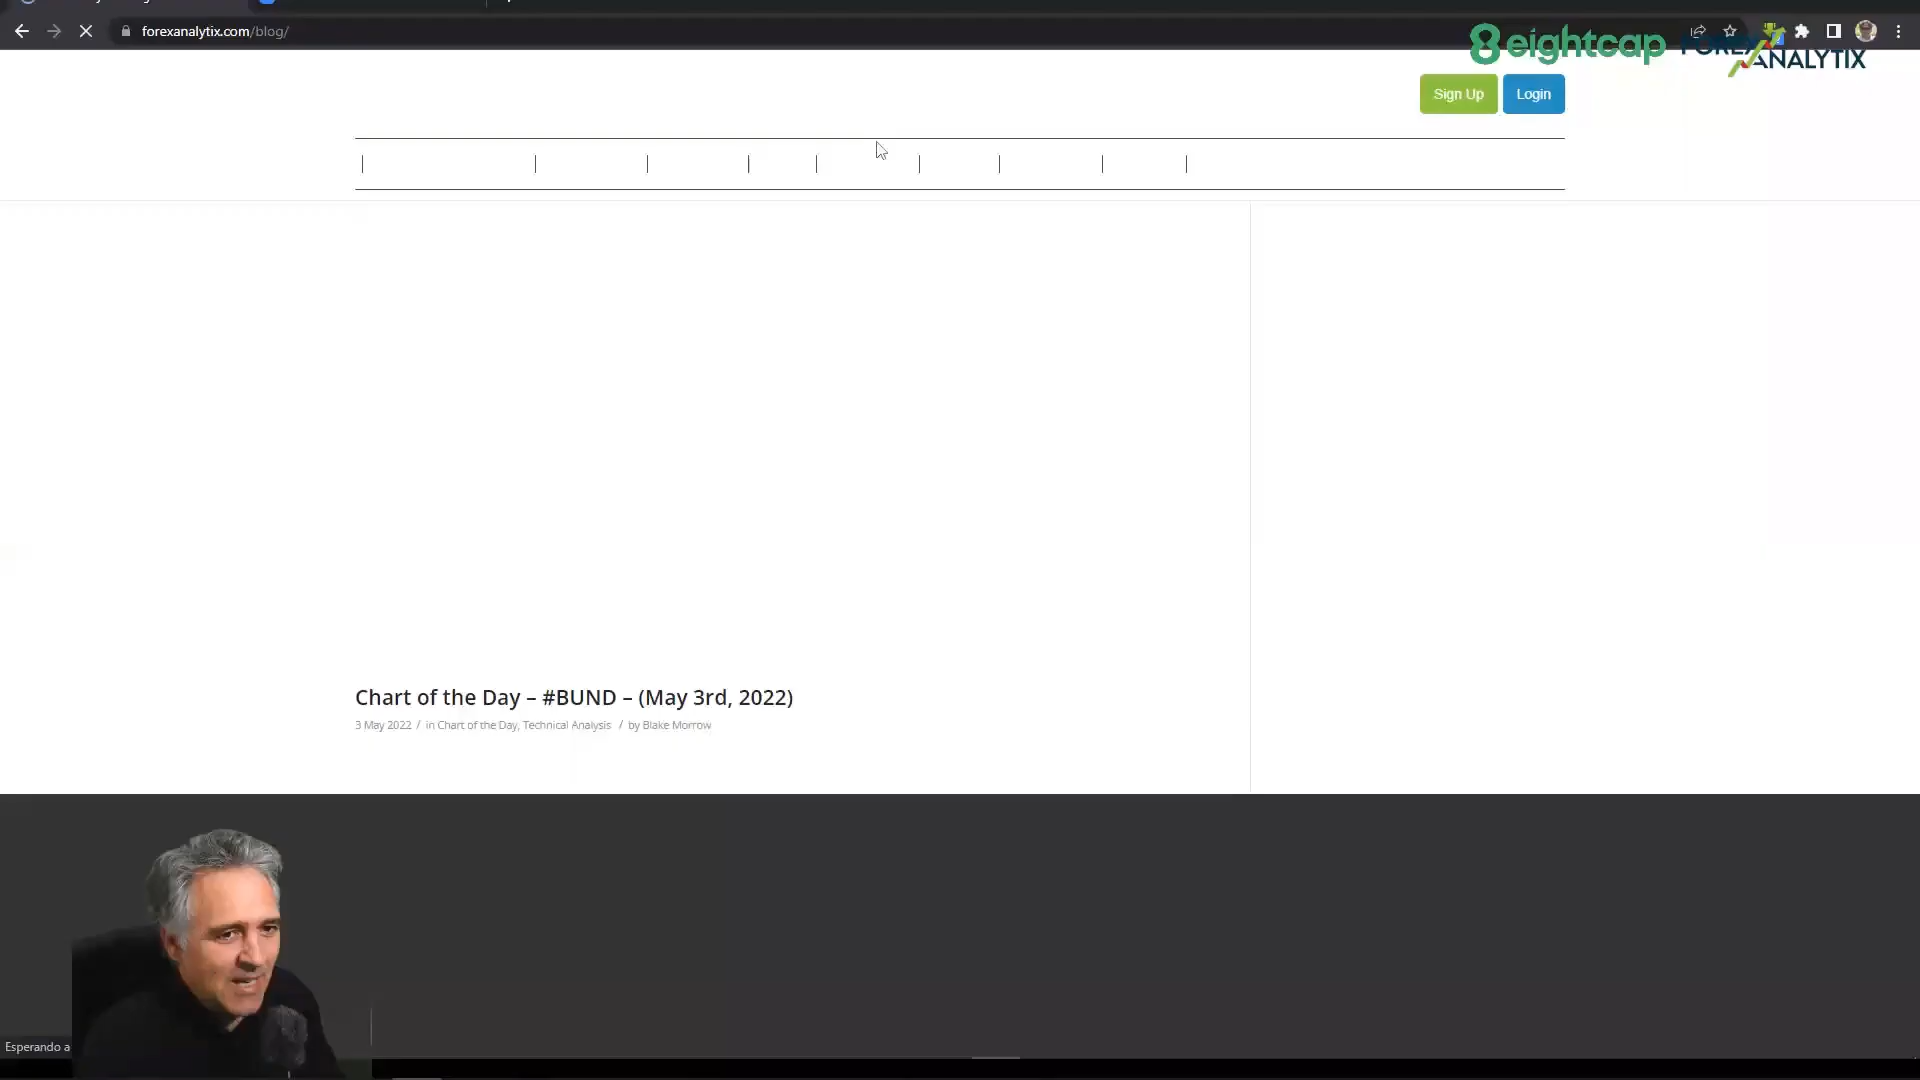 forexanalytix.com/blog/
8 eightcap
FOREX ANALYTIX
Sign Up
Login
Chart of the Day – #BUND – (May 3rd, 2022)
3 May 2022 / in Chart of the Day, Technical Analysis / by Blake Morrow
Esperando a